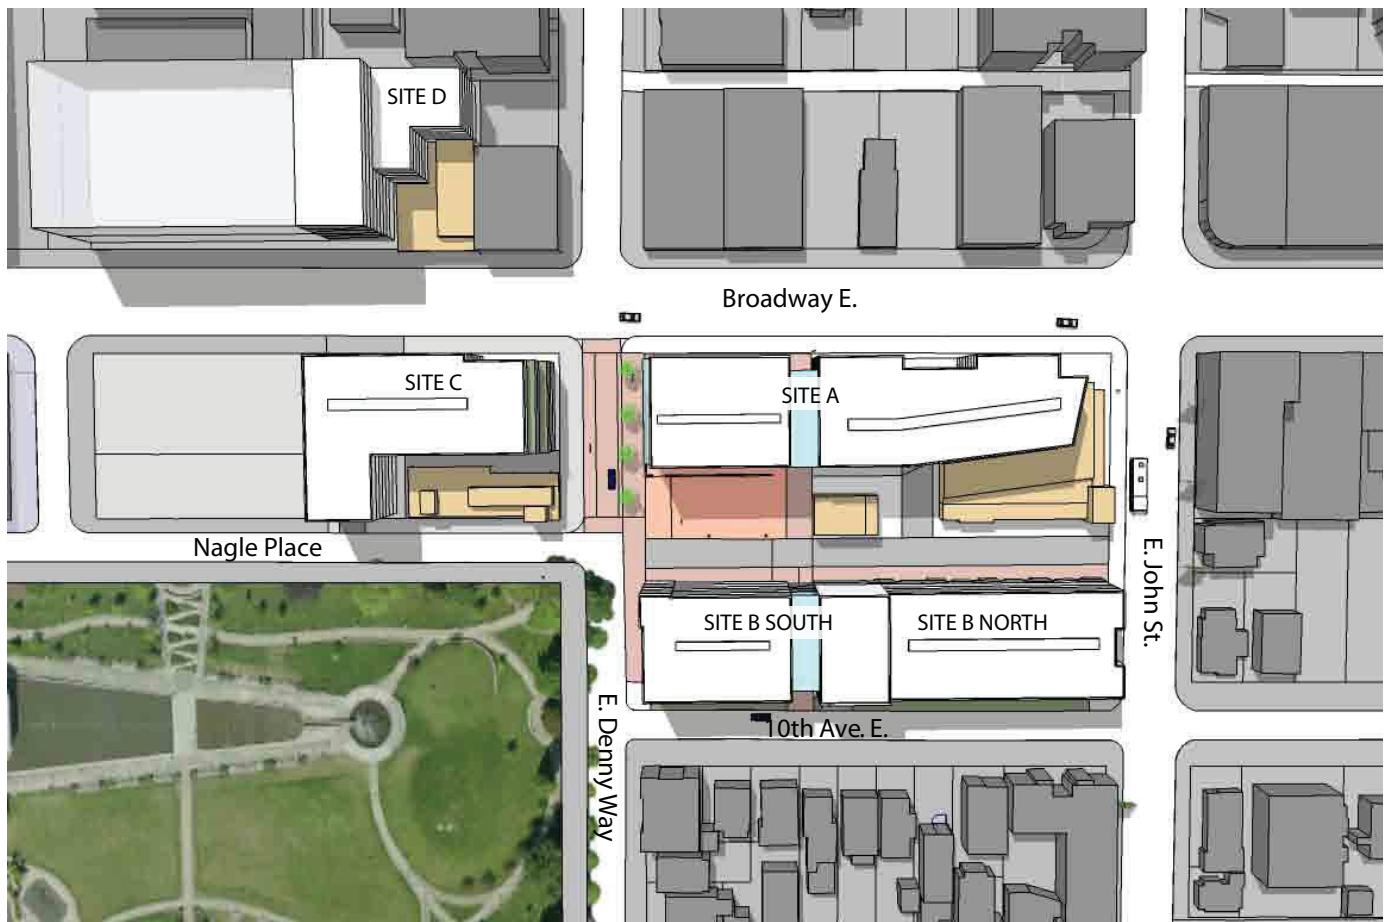 SITE D
Broadway E.
SITE C
SITE A
Nagle Place
E. John St.
SITE B SOUTH
SITE B NORTH
E. Denny Way
10th Ave. E.